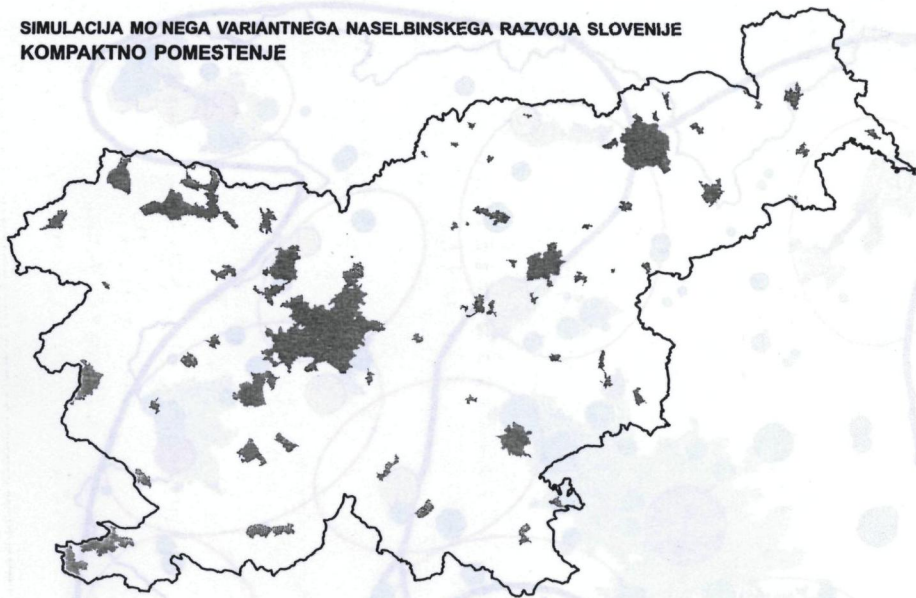 SIMULACIJA MO NEGA VARIANTNEGA NASELBINSKEGA RAZVOJA SLOVENIJE
KOMPAKTNO POMESTENJE